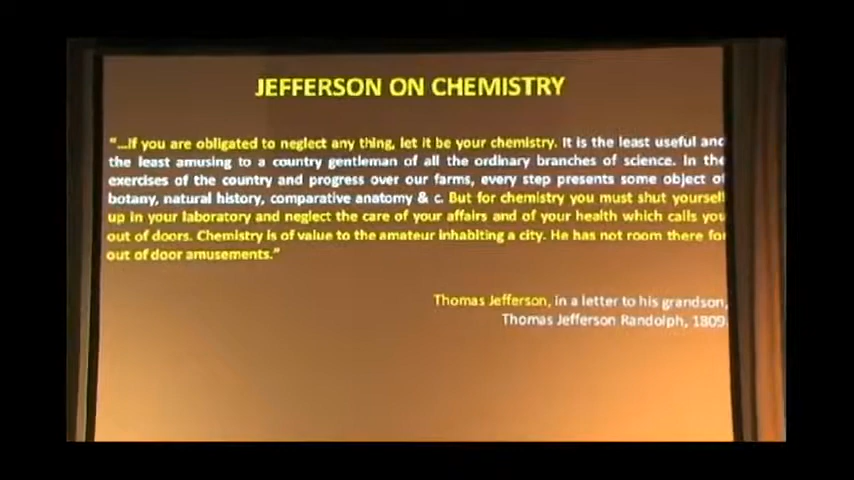 JEFFERSON ON CHEMISTRY
"...If you are obligated to neglect any thing, let it be your chemistry. It is the least useful and
the least amusing to a country gentleman of all the ordinary branches of science. In the
exercises of the country and progress over our farms, every step presents some object of
botany, natural history, comparative anatomy & c. But for chemistry you must shut yourself
up in your laboratory and neglect the care of your affairs and of your health which calls you
out of doors. Chemistry is of value to the amateur inhabiting a city. He has not room there for
out of door amusements."
Thomas Jefferson, in a letter to his grandson,
Thomas Jefferson Randolph, 1809.